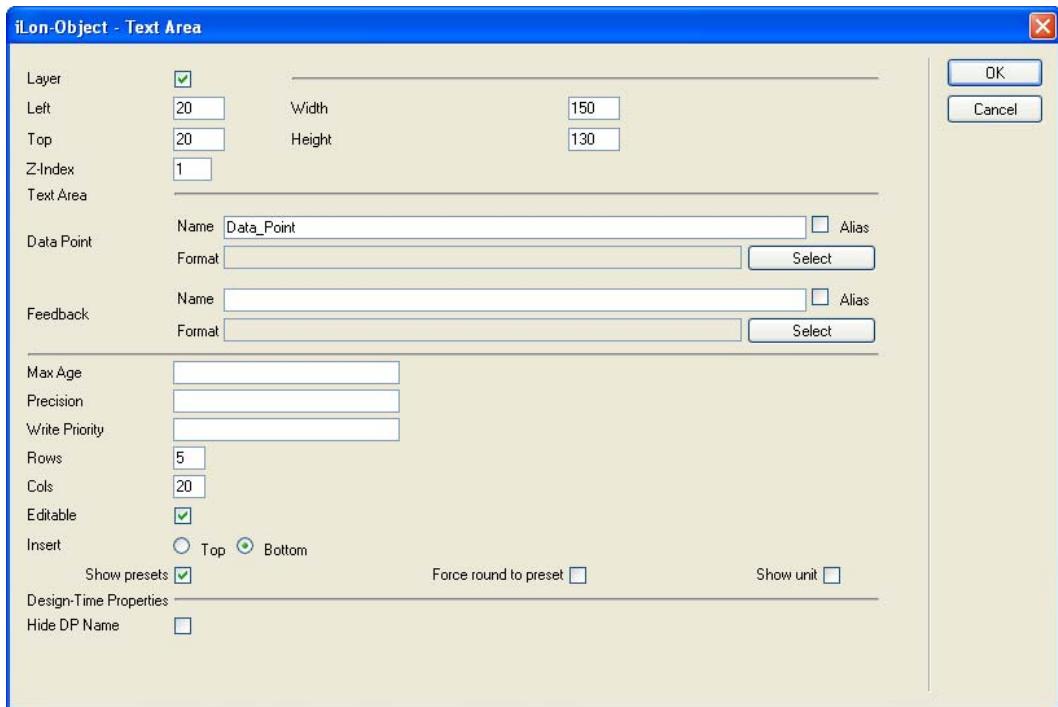 iLon-Object - Text Area
Layer
OK
Left 20 Width 150
Cancel
Top 20 Height 130
Z-Index 1
Text Area
Name Data_Point Alias
Data Point
Format Select
Name Alias
Feedback
Format Select
Max Age
Precision
Write Priority
Rows 5
Cols 20
Editable
Insert Top Bottom
Show presets Force round to preset Show unit
Design-Time Properties
Hide DP Name